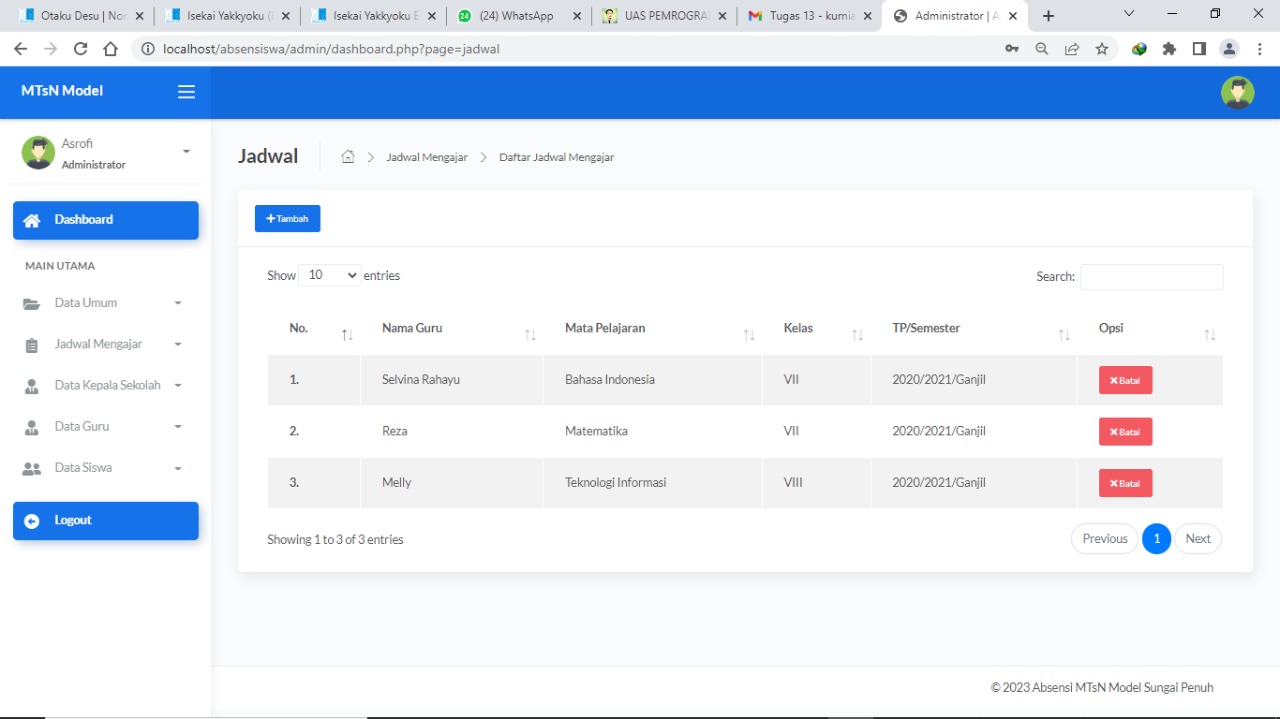 Otaku Desu | Nor
Isekai Yakkyoku (
Isekai Yakkyoku E
24 (24) WhatsApp
UAS PEMROGRA
Tugas 13 - kurnia
Administrator | A
localhost/absensiswa/admin/dashboard.php?page=jadwal
MTsN Model
Asrofi
Administrator
Dashboard
MAIN UTAMA
Data Umum
Jadwal Mengajar
Data Kepala Sekolah
Data Guru
Data Siswa
Logout
Jadwal
Jadwal Mengajar > Daftar Jadwal Mengajar
+Tambah
Show 10 entries
Search:
No. Nama Guru Mata Pelajaran Kelas TP/Semester Opsi
1. Selvina Rahayu Bahasa Indonesia VII 2020/2021/Ganjil Batal
2. Reza Matematika VII 2020/2021/Ganjil Batal
3. Melly Teknologi Informasi VIII 2020/2021/Ganjil Batal
Showing 1 to 3 of 3 entries
Previous 1 Next
© 2023 Absensi MTsN Model Sungai Penuh